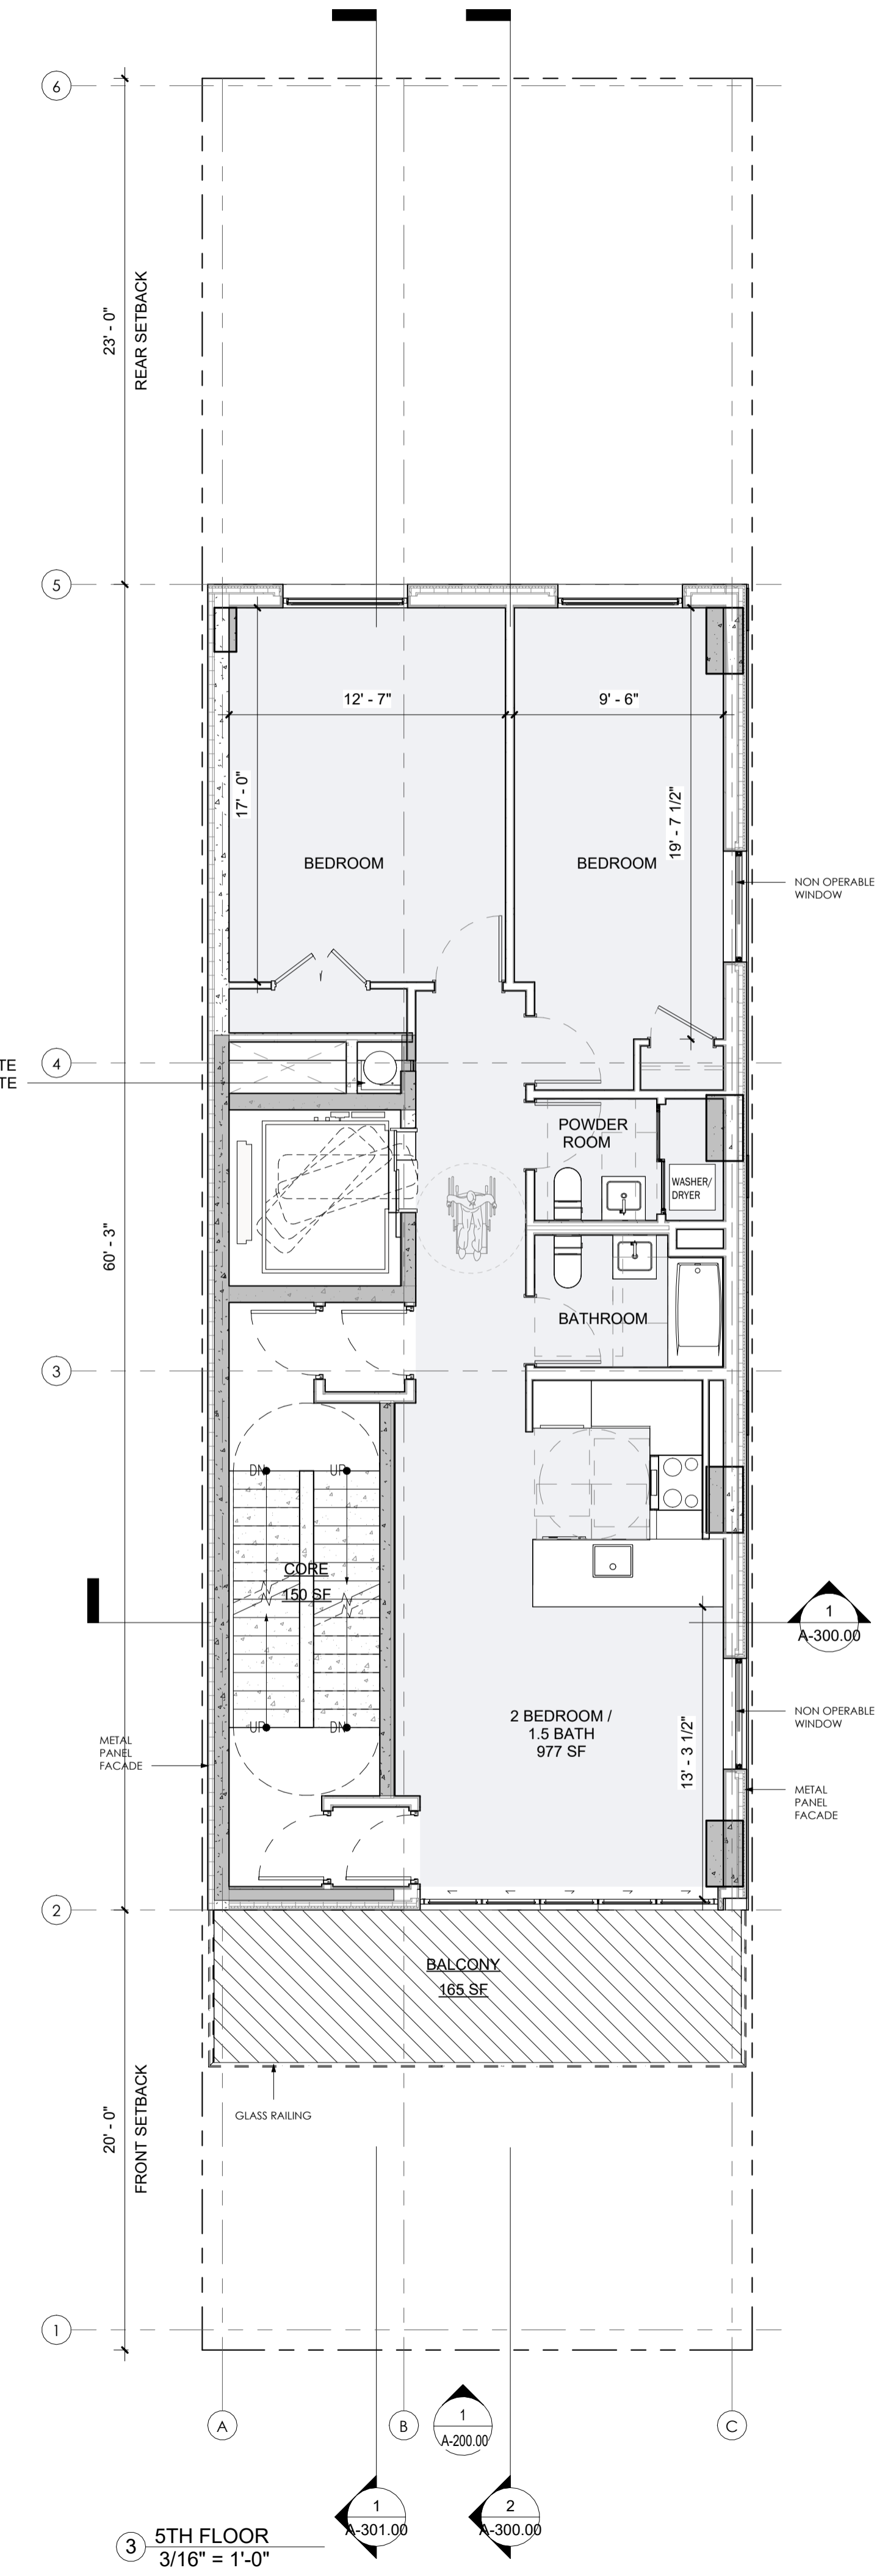 6
23' - 0"
REAR SETBACK
5
12' - 7"
9' - 6"
17' - 0"
19' - 7 1/2"
BEDROOM
BEDROOM
NON OPERABLE
WINDOW
4
TE
TE
POWDER
ROOM
WASHER/
DRYER
60' - 3"
BATHROOM
3
DN
UP
CORE
150 SF
1
A-300.00
2 BEDROOM /
1.5 BATH
977 SF
13' - 3 1/2"
NON OPERABLE
WINDOW
UP
DN
METAL
PANEL
FACADE
METAL
PANEL
FACADE
2
BALCONY
165 SF
20' - 0"
FRONT SETBACK
GLASS RAILING
1
A
B
C
1
A-200.00
1
A-301.00
2
A-300.00
3
5TH FLOOR
3/16" = 1'-0"